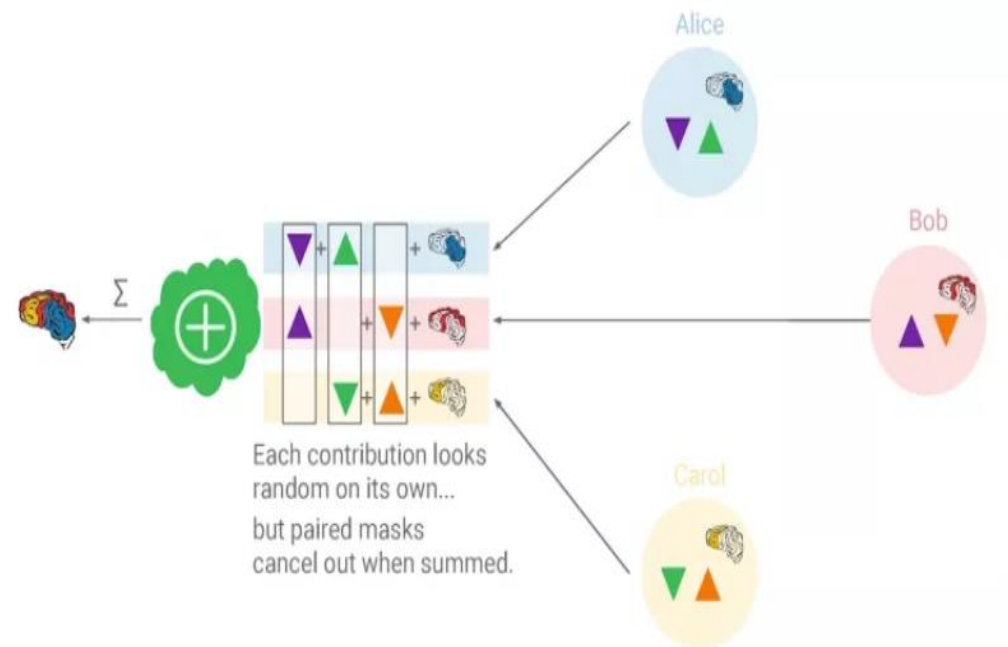 Alice
Bob
Σ
+
+
+
+
+
+
Each contribution looks
random on its own...
but paired masks
cancel out when summed.
Carol